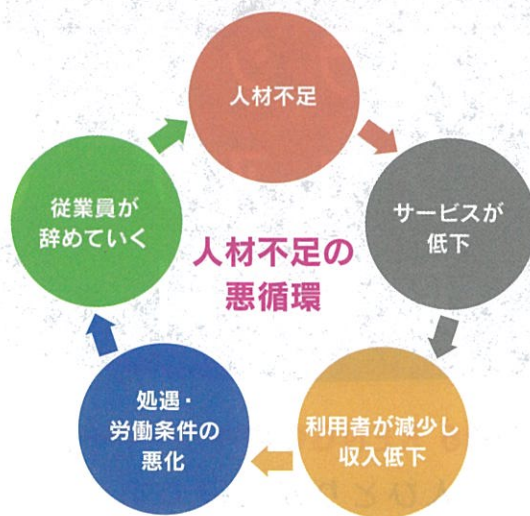 人材不足
サービスが
低下
利用者が減少し
収入低下
処遇・
労働条件の
悪化
従業員が
辞めていく
人材不足の
悪循環